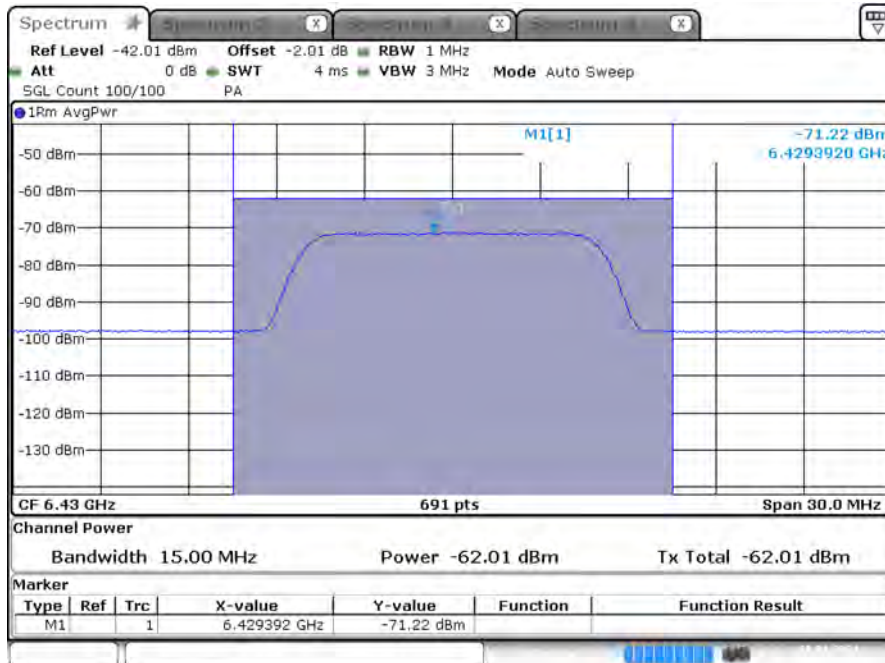 Spectrum
Ref Level -42.01 dBm Offset -2.01 dB RBW 1 MHz
Att 0 dB SWT 4 ms VBW 3 MHz Mode Auto Sweep
SGL Count 100/100 PA
1Rm AvgPwr
M1[1] -71.22 dBm
6.4293920 GHz
-50 dBm
-60 dBm
-70 dBm
-80 dBm
-90 dBm
-100 dBm
-110 dBm
-120 dBm
-130 dBm
CF 6.43 GHz 691 pts Span 30.0 MHz
Channel Power
Bandwidth 15.00 MHz Power -62.01 dBm Tx Total -62.01 dBm
Marker
Type Ref Trc X-value Y-value Function Function Result
M1 1 6.429392 GHz -71.22 dBm